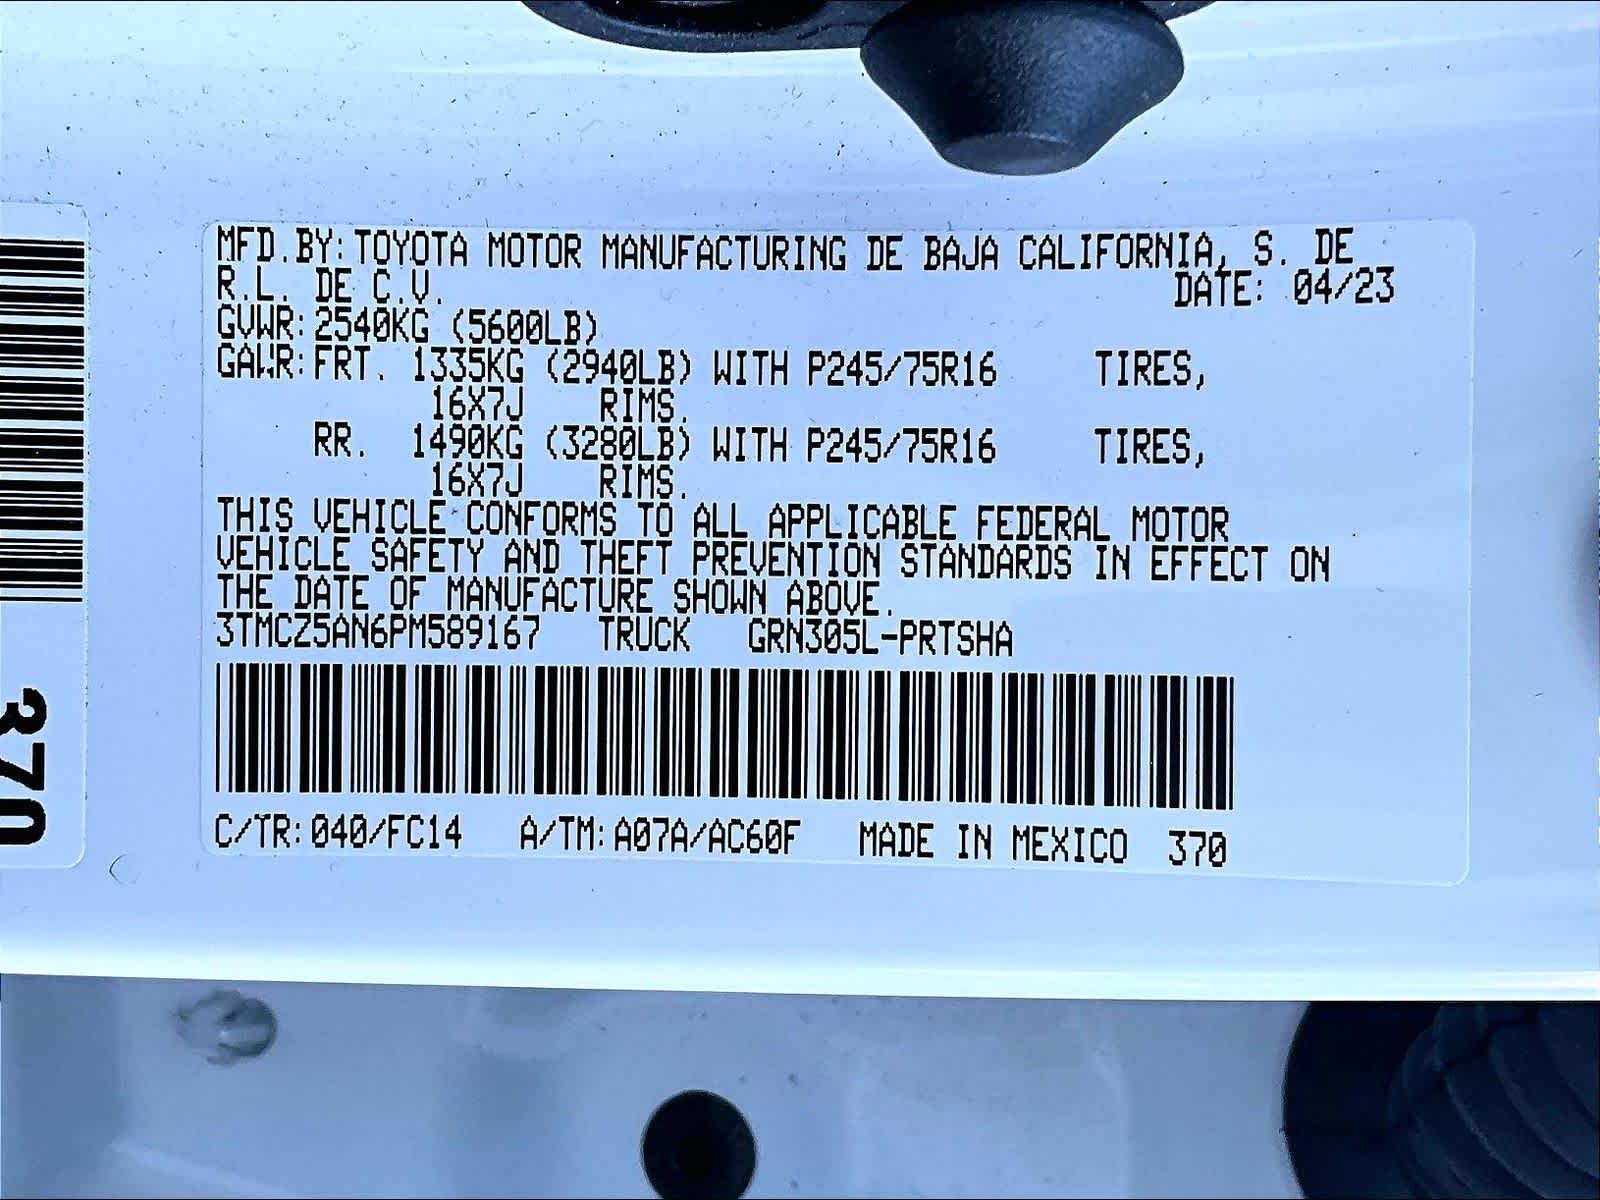 MFD.BY: TOYOTA MOTOR MANUFACTURING DE BAJA CALIFORNIA, S. DE
R.L. DE C.V. DATE: 04/23
GVWR: 2540KG (5600LB)
GAWR: FRT. 1335KG (2940LB) WITH P245/75R16 TIRES,
16X7J RIMS.
RR. 1490KG (3280LB) WITH P245/75R16 TIRES,
16X7J RIMS.
THIS VEHICLE CONFORMS TO ALL APPLICABLE FEDERAL MOTOR
VEHICLE SAFETY AND THEFT PREVENTION STANDARDS IN EFFECT ON
THE DATE OF MANUFACTURE SHOWN ABOVE.
3TMCZ5AN6PM589167 TRUCK GRN305L-PRTSHA
C/TR: 040/FC14 A/TM: A07A/AC60F MADE IN MEXICO 370
370